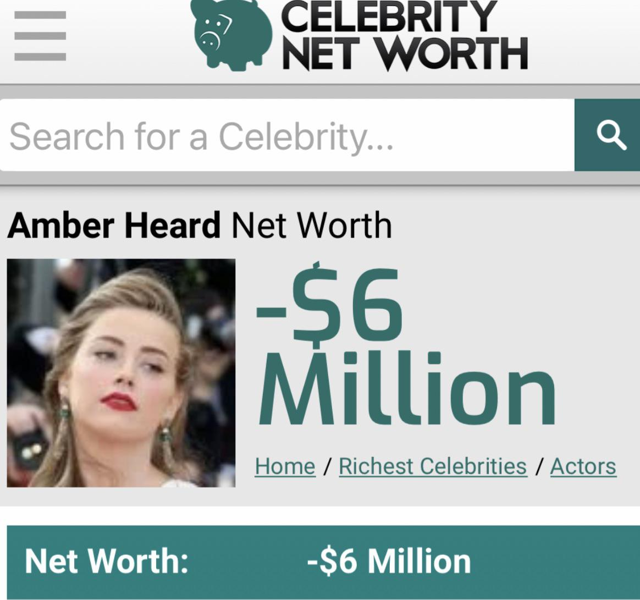 CELEBRITY
NET WORTH
Search for a Celebrity...
Amber Heard Net Worth
-$6
Million
Home / Richest Celebrities / Actors
Net Worth: -$6 Million